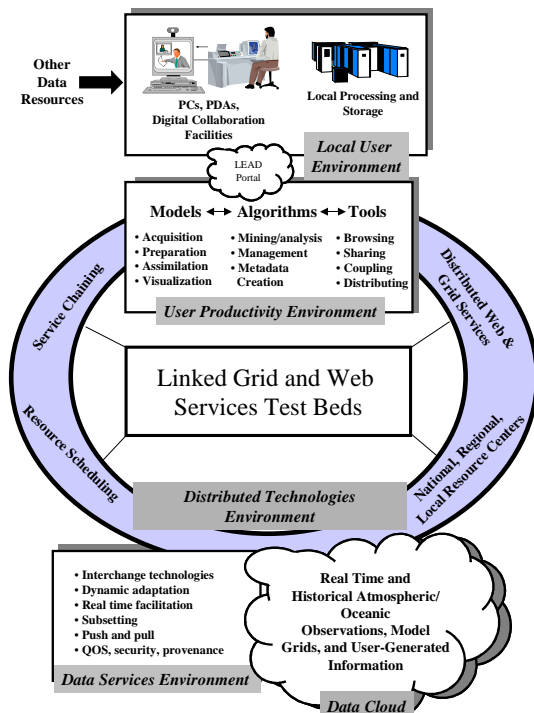 Other
Data
Resources
PCs, PDAs,
Digital Collaboration
Facilities
Local Processing and
Storage
Local User
Environment
LEAD
Portal
Models
Algorithms
Tools
• Acquisition
• Preparation
• Assimilation
• Visualization
• Mining/analysis
• Management
• Metadata
Creation
• Browsing
• Sharing
• Coupling
• Distributing
User Productivity Environment
Service Chaining
Distributed Web &
Grid Services
Linked Grid and Web
Services Test Beds
Resource Scheduling
National, Regional,
Local Resource Centers
Distributed Technologies
Environment
• Interchange technologies
• Dynamic adaptation
• Real time facilitation
• Subsetting
• Push and pull
• QOS, security, provenance
Data Services Environment
Real Time and
Historical Atmospheric/
Oceanic
Observations, Model
Grids, and User-Generated
Information
Data Cloud